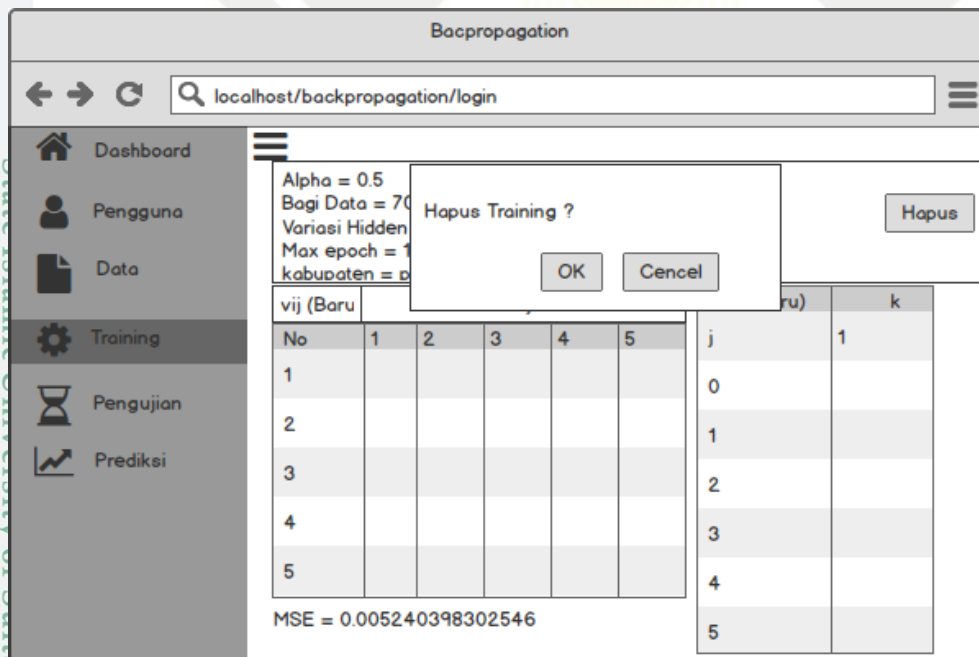 Bacpropagation
localhost/backpropagation/login
Dashboard
Pengguna
Data
Training
Pengujian
Prediksi
Alpha = 0.5
Bagi Data = 70
Variasi Hidden
Max epoch = 1
kabupaten = p
Hapus Training ?
OK
Cencel
Hapus
vij (Baru
No 1 2 3 4 5
1
2
3
4
5
MSE = 0.005240398302546
ru) k
j 1
0
1
2
3
4
5